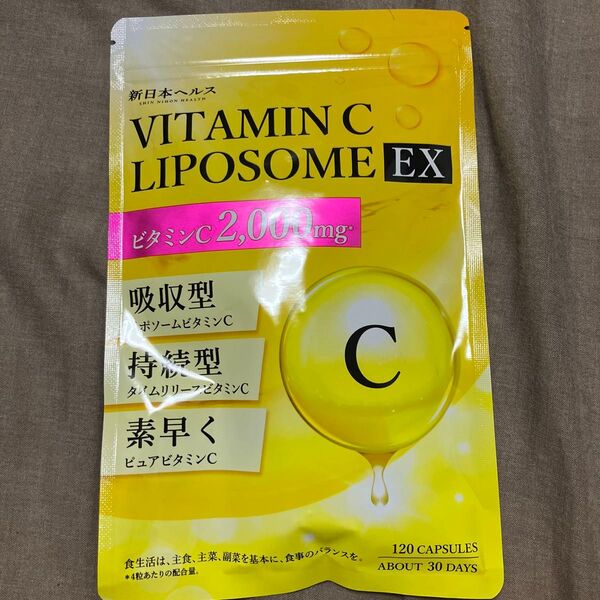 新日本ヘルス
SHIN NIHON HEALTH
VITAMIN C
LIPOSOME EX
ビタミンC 2,000mg*
吸収型
リポソームビタミンC
持続型
タイムリリースビタミンC
素早く
ピュアビタミンC
C
食生活は、主食、主菜、副菜を基本に、食事のバランスを。
*4粒あたりの配合量。
120 CAPSULES
ABOUT 30 DAYS